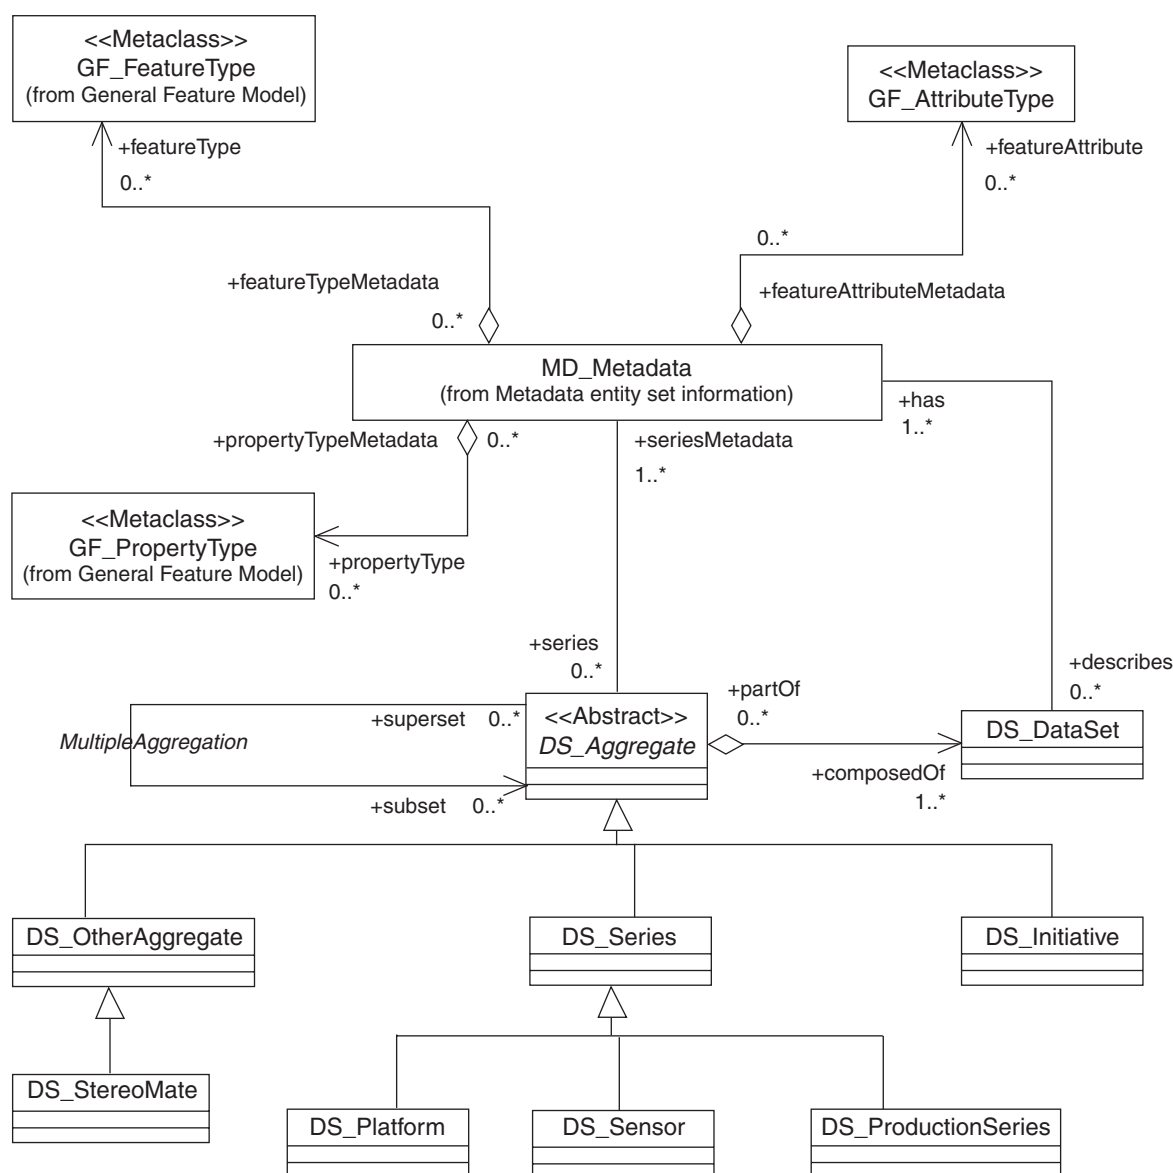 <<Metaclass>>
GF_FeatureType
(from General Feature Model)
<<Metaclass>>
GF_AttributeType
+featureType
0..*
+featureAttribute
0..*
0..*
+featureTypeMetadata
0..*
+featureAttributeMetadata
MD_Metadata
(from Metadata entity set information)
+has
1..*
+propertyTypeMetadata
0..*
+seriesMetadata
1..*
<<Metaclass>>
GF_PropertyType
(from General Feature Model)
+propertyType
0..*
+series
0..*
+describes
0..*
+partOf
0..*
+superset 0..*
<<Abstract>>
DS_Aggregate
DS_DataSet
MultipleAggregation
+composedOf
1..*
+subset 0..*
DS_OtherAggregate
DS_Series
DS_Initiative
DS_StereoMate
DS_Platform
DS_Sensor
DS_ProductionSeries